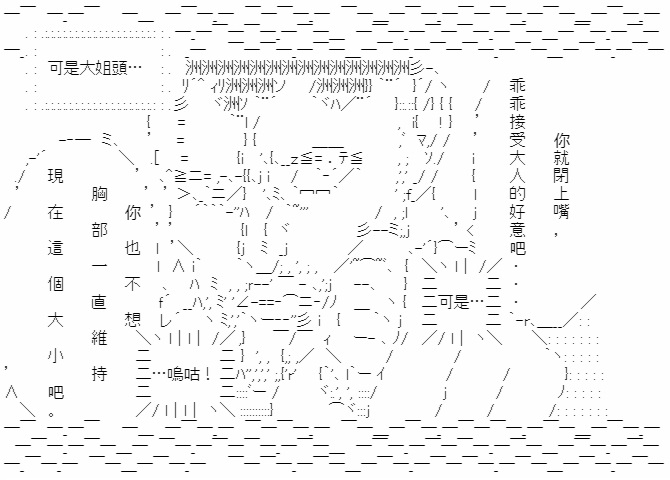 可是大姐頭…
你就閉上嘴，
乖乖接受大人的好意吧··
你也不想
胸部一直維持
現在這個大小吧。
可是…
…嗚咕！